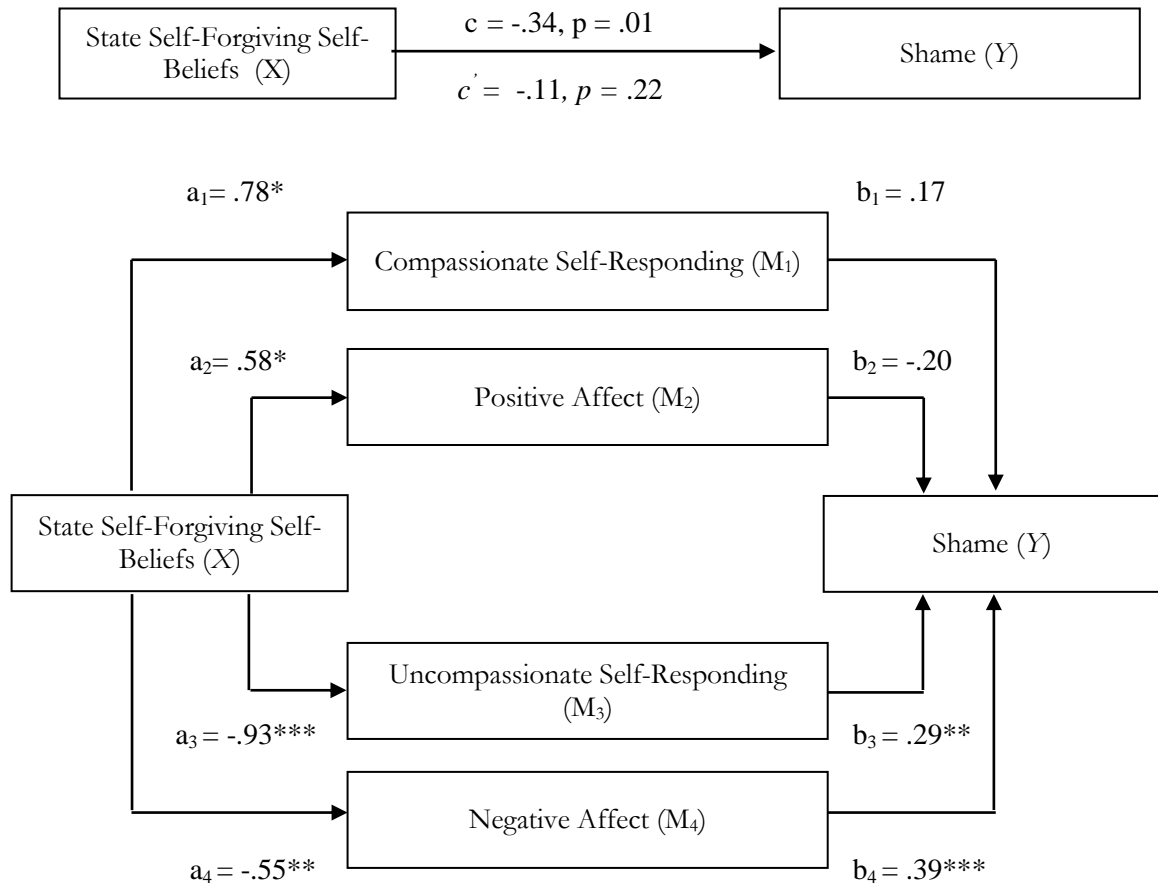 State Self-Forgiving Self-
Beliefs (X)
c = -.34, p = .01
c' = -.11, p = .22
Shame (Y)
a₁= .78*
b₁ = .17
Compassionate Self-Responding (M₁)
a₂= .58*
b₂ = -.20
Positive Affect (M₂)
State Self-Forgiving Self-
Beliefs (X)
Shame (Y)
Uncompassionate Self-Responding
(M₃)
a₃ = -.93***
b₃ = .29**
Negative Affect (M₄)
a₄ = -.55**
b₄ = .39***